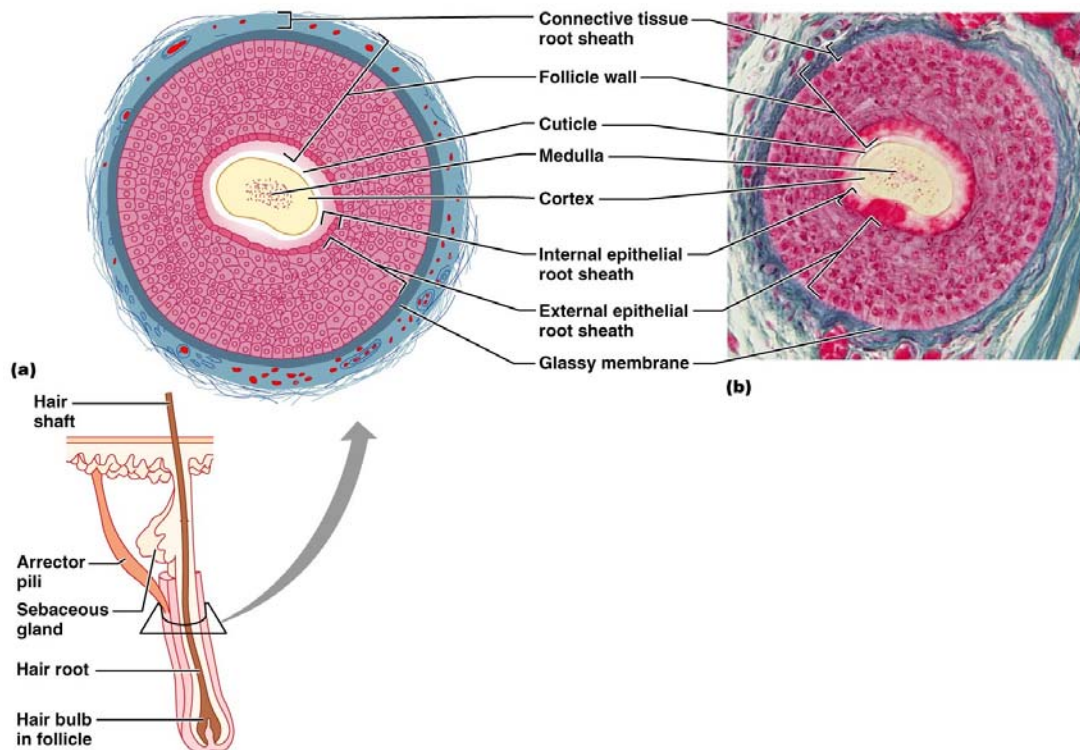 Connective tissue
root sheath
Follicle wall
Cuticle
Medulla
Cortex
Internal epithelial
root sheath
External epithelial
root sheath
Glassy membrane
(a)
(b)
Hair
shaft
Arrector
pili
Sebaceous
gland
Hair root
Hair bulb
in follicle